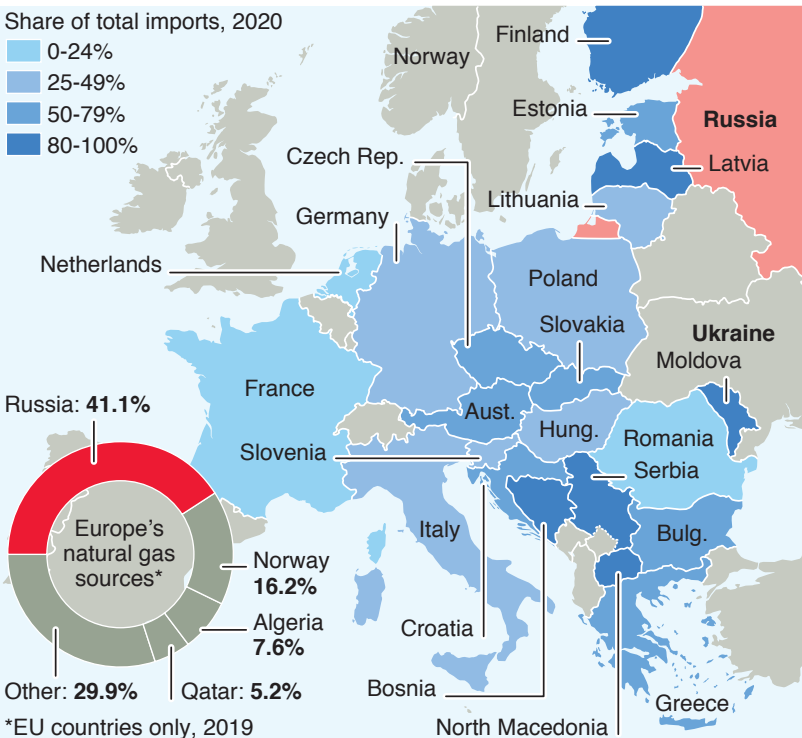 Share of total imports, 2020
0-24%
25-49%
50-79%
80-100%
Norway
Finland
Estonia
Russia
Czech Rep.
Latvia
Lithuania
Germany
Netherlands
Poland
Slovakia
Ukraine
Moldova
France
Aust.
Hung.
Romania
Slovenia
Serbia
Italy
Bulg.
Croatia
Bosnia
North Macedonia
Greece
Russia: 41.1%
Europe's
natural gas
sources*
Norway
16.2%
Algeria
7.6%
Other: 29.9%
Qatar: 5.2%
*EU countries only, 2019